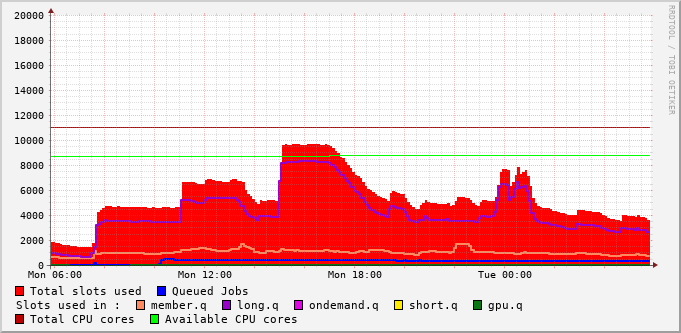 20000
18000
16000
14000
12000
10000
8000
6000
4000
2000
0
Mon 06:00 Mon 12:00 Mon 18:00 Tue 00:00
RRDTOOL / TOBI OETIKER
Total slots used Queued Jobs
Slots used in : member.q long.q ondemand.q short.q gpu.q
Total CPU cores Available CPU cores